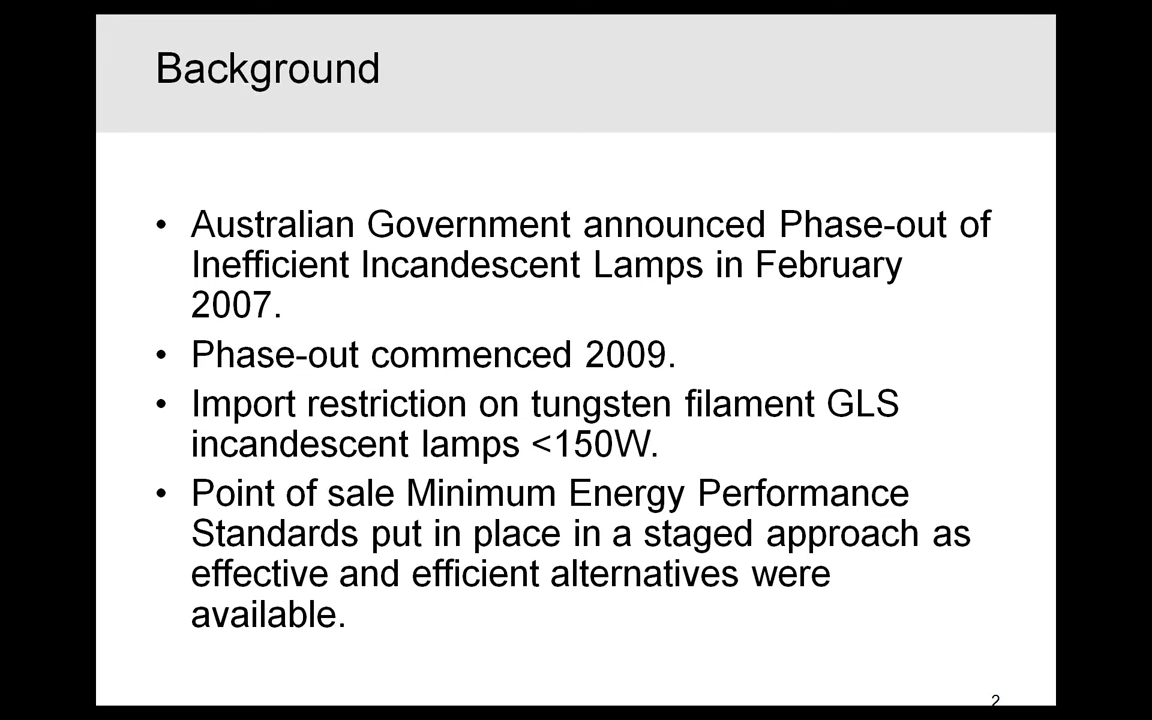 Background
• Australian Government announced Phase-out of
Inefficient Incandescent Lamps in February
2007.
• Phase-out commenced 2009.
• Import restriction on tungsten filament GLS
incandescent lamps <150W.
• Point of sale Minimum Energy Performance
Standards put in place in a staged approach as
effective and efficient alternatives were
available.
2